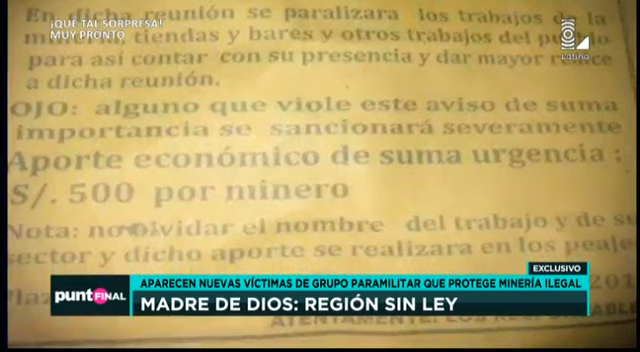 ¡QUÉ TAL SORPRESA!
MUY PRONTO
Latina
En dicha reunión se paralizara los trabajos de la
minería, tiendas y bares y otros trabajos del
para así contar con su presencia y dar mayor
a dicha reunión.
OJO: alguno que viole este aviso de suma
importancia se sancionará severamente
Aporte económico de suma urgencia :
S/. 500 por minero
Nota: no olvidar el nombre del trabajo y de su
sector y dicho aporte se realizara en los peaje
EXCLUSIVO
APARECEN NUEVAS VÍCTIMAS DE GRUPO PARAMILITAR QUE PROTEGE MINERÍA ILEGAL
punto FINAL
MADRE DE DIOS: REGIÓN SIN LEY
ATENTAMENTE: LOS